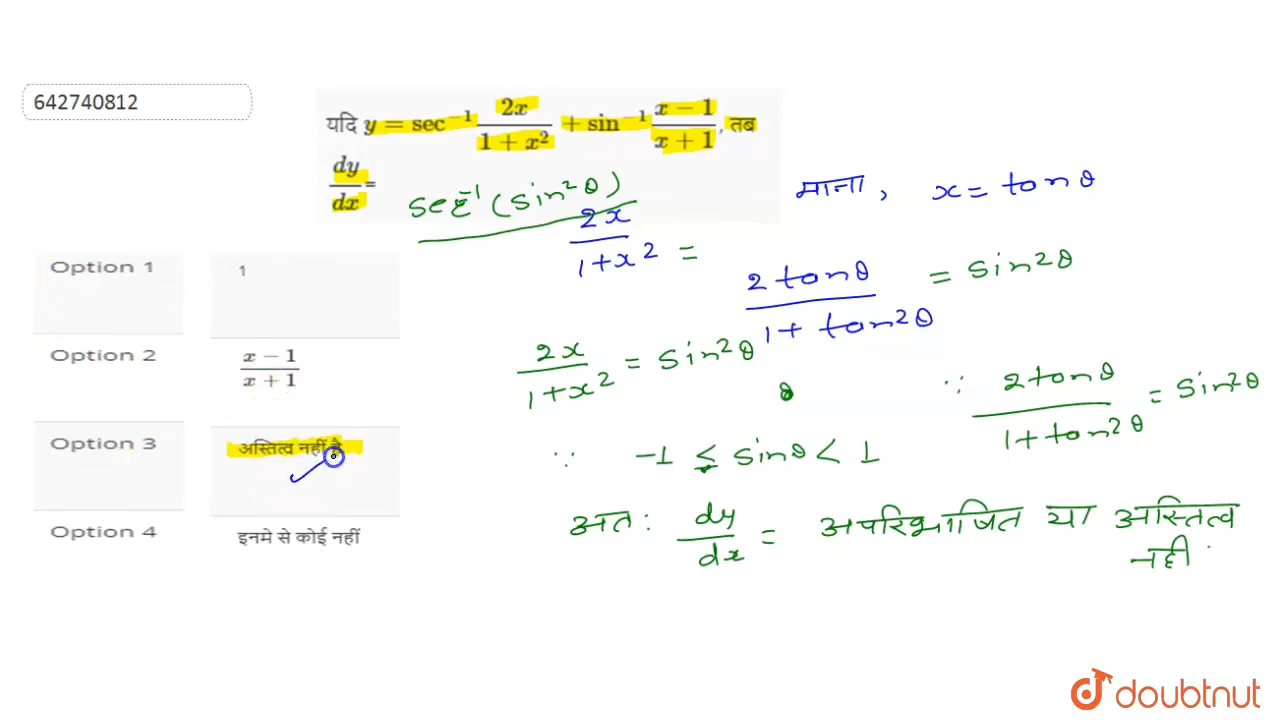 642740812
यदि y = sec⁻¹ 2x/(1 + x²) + sin⁻¹ (x − 1)/(x + 1), तब
dy/dx =
sec⁻¹ (sin2θ)
माना, x = tanθ
2x/(1+x²) =
2tanθ/(1+tan²θ) = sin2θ
Option 1 1
Option 2 (x − 1)/(x + 1)
Option 3 अस्तित्व नहीं है
Option 4 इनमे से कोई नहीं
2x/(1+x²) = sin2θ
θ
∵ 2tanθ/(1+tan²θ) = sin2θ
∵ -1 ≤ sinθ < 1
अत: dy/dx = अपरिभाजित या अस्तित्व
नही
doubtnut